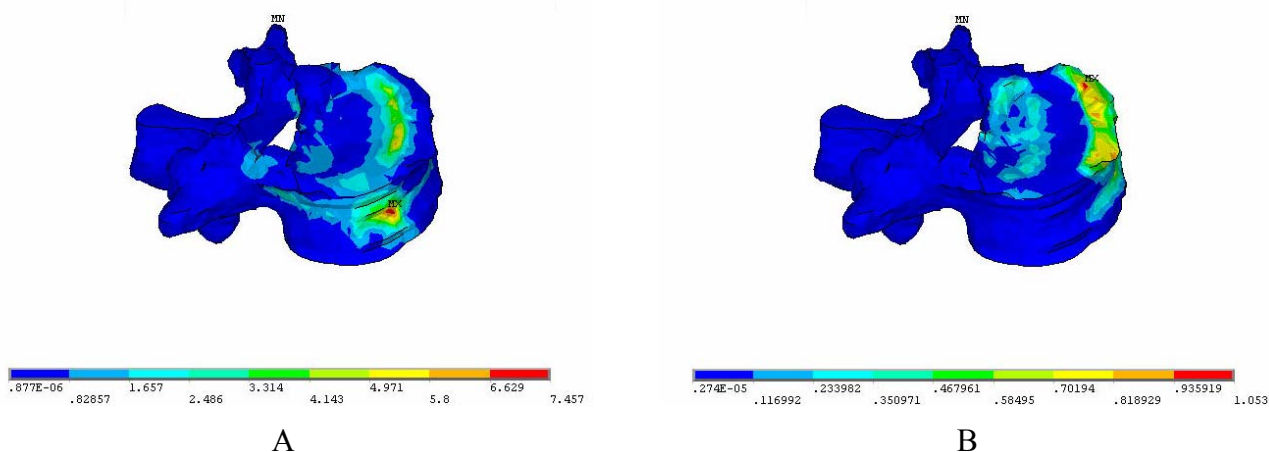 MN
MX
.877E-06 1.657 3.314 4.971 6.629
.82857 2.486 4.143 5.8 7.457
A
MN
MX
.274E-05 .233982 .467961 .70194 .935919
.116992 .350971 .58495 .818929 1.053
B